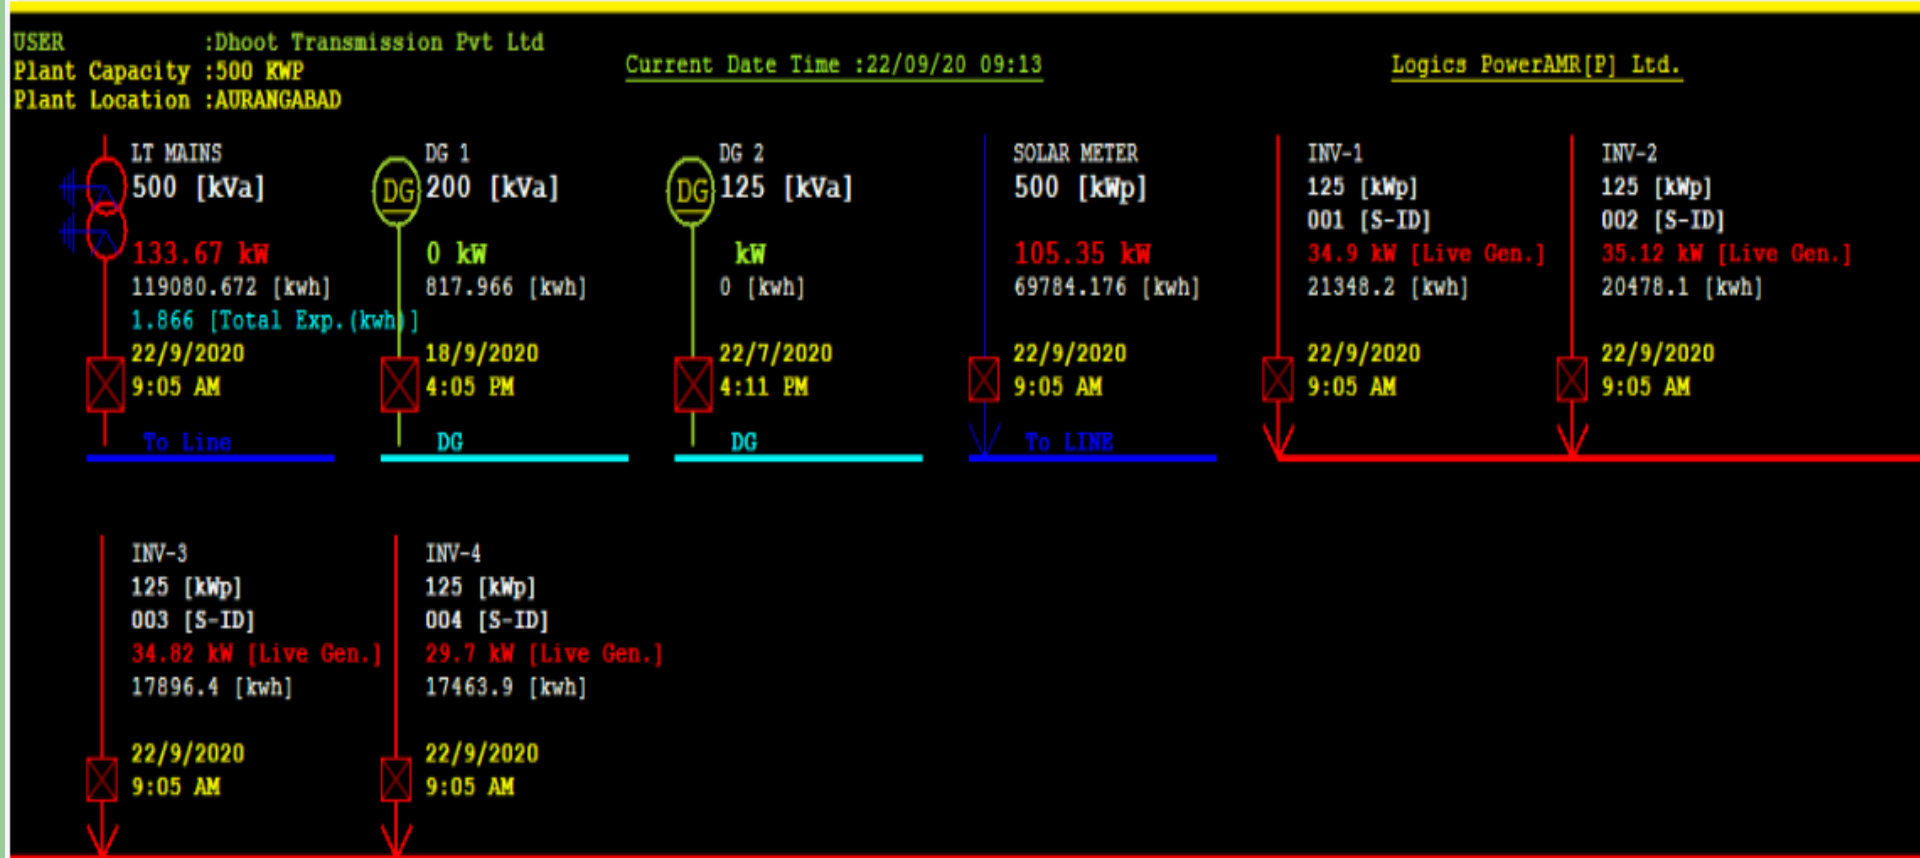 USER :Dhoot Transmission Pvt Ltd
Plant Capacity :500 KWP
Plant Location :AURANGABAD
Current Date Time :22/09/20 09:13
Logics PowerAMR[P] Ltd.
LT MAINS
500 [kVa]
133.67 kW
119080.672 [kwh]
1.866 [Total Exp.(kwh)]
22/9/2020
9:05 AM
To Line
DG 1
DG
200 [kVa]
0 kW
817.966 [kwh]
18/9/2020
4:05 PM
DG
DG 2
DG
125 [kVa]
kW
0 [kwh]
22/7/2020
4:11 PM
DG
SOLAR METER
500 [kWp]
105.35 kW
69784.176 [kwh]
22/9/2020
9:05 AM
To LINE
INV-1
125 [kWp]
001 [S-ID]
34.9 kW [Live Gen.]
21348.2 [kwh]
22/9/2020
9:05 AM
INV-2
125 [kWp]
002 [S-ID]
35.12 kW [Live Gen.]
20478.1 [kwh]
22/9/2020
9:05 AM
INV-3
125 [kWp]
003 [S-ID]
34.82 kW [Live Gen.]
17896.4 [kwh]
22/9/2020
9:05 AM
INV-4
125 [kWp]
004 [S-ID]
29.7 kW [Live Gen.]
17463.9 [kwh]
22/9/2020
9:05 AM